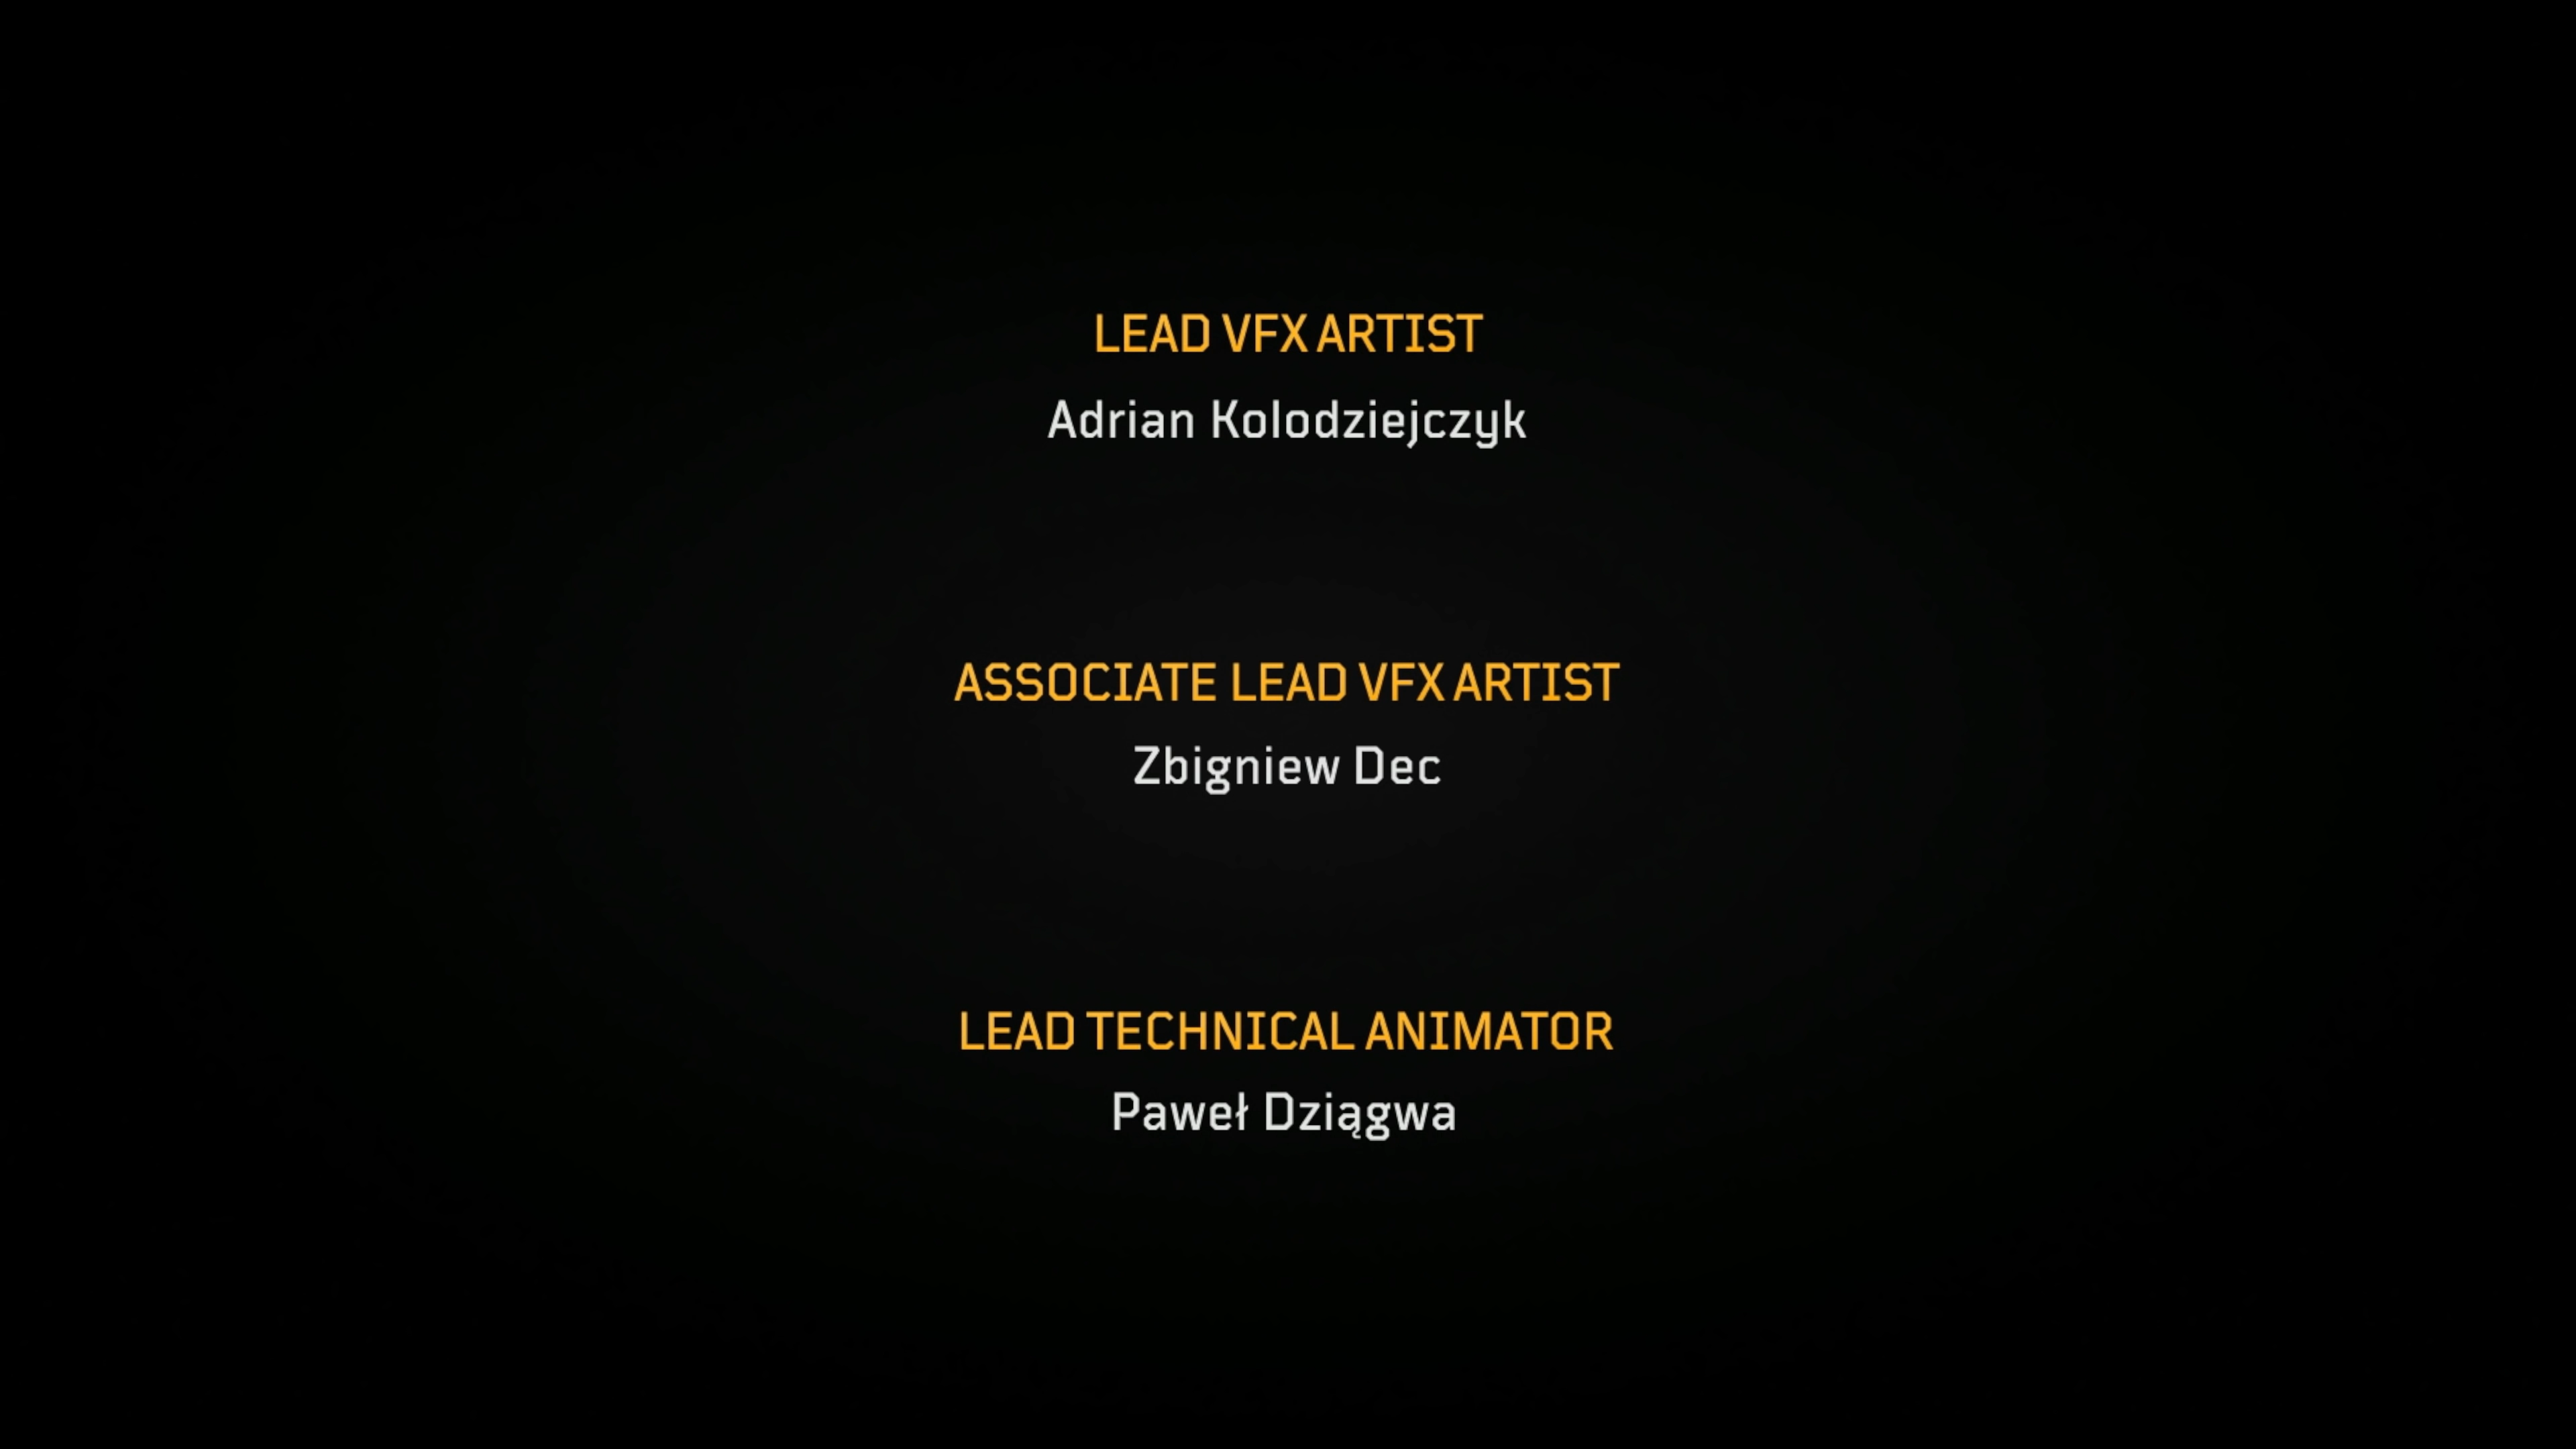 LEAD VFX ARTIST
Adrian Kolodziejczyk
ASSOCIATE LEAD VFX ARTIST
Zbigniew Dec
LEAD TECHNICAL ANIMATOR
Paweł Dziągwa